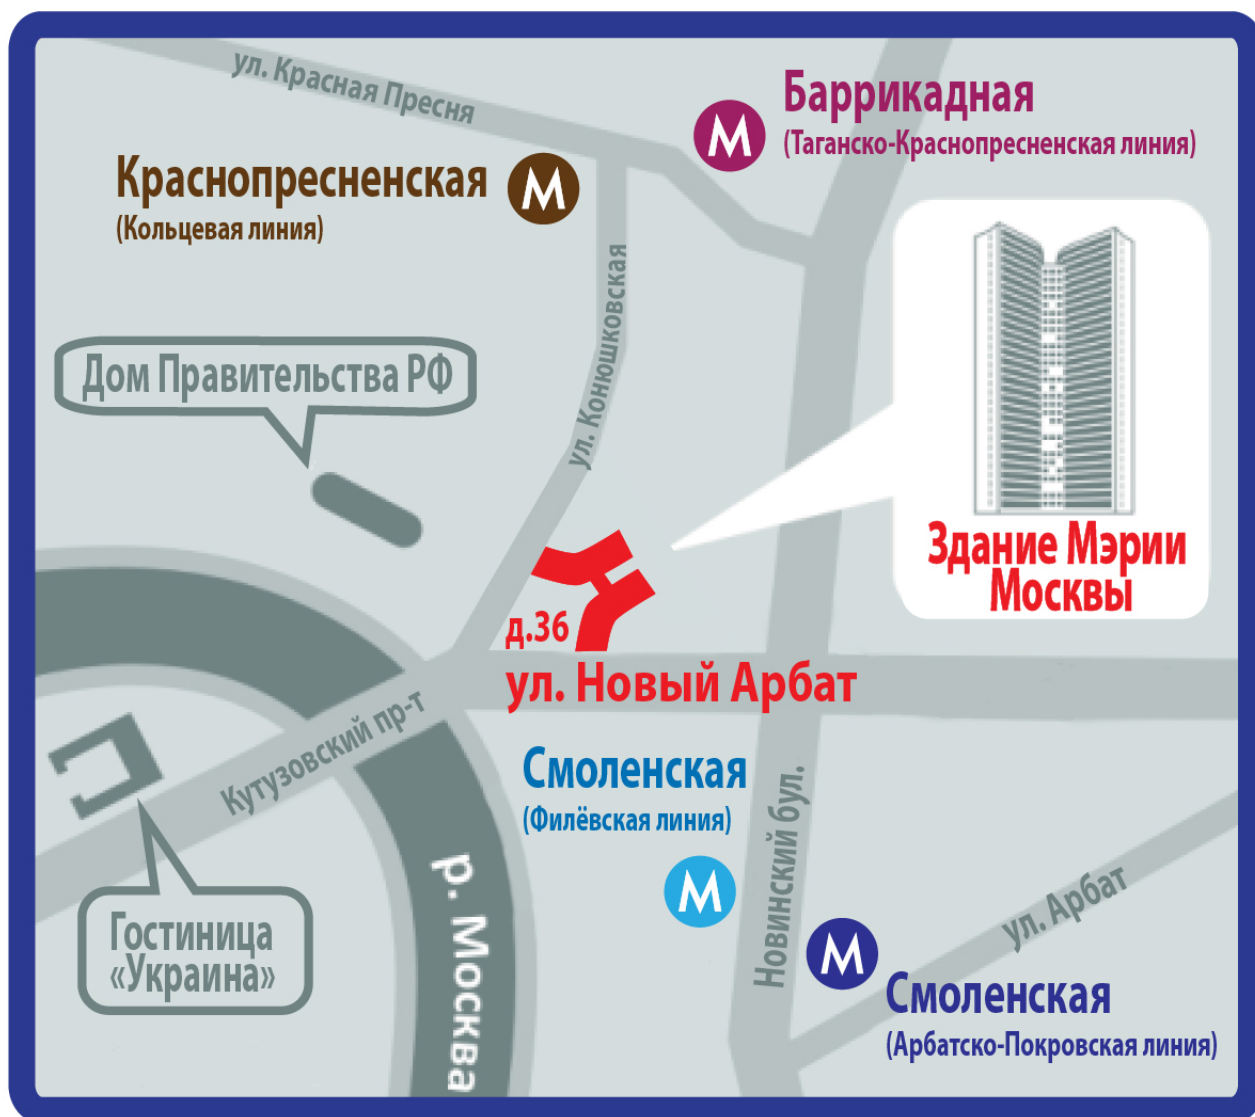 ул. Красная Пресня
М
Баррикадная
(Таганско-Краснопресненская линия)
Краснопресненская
(Кольцевая линия)
М
ул. Конюшковская
Дом Правительства РФ
Здание Мэрии
Москвы
д.36
ул. Новый Арбат
Кутузовский пр-т
Смоленская
(Филёвская линия)
М
Новинский бул.
ул. Арбат
р. Москва
Гостиница
«Украина»
М
Смоленская
(Арбатско-Покровская линия)